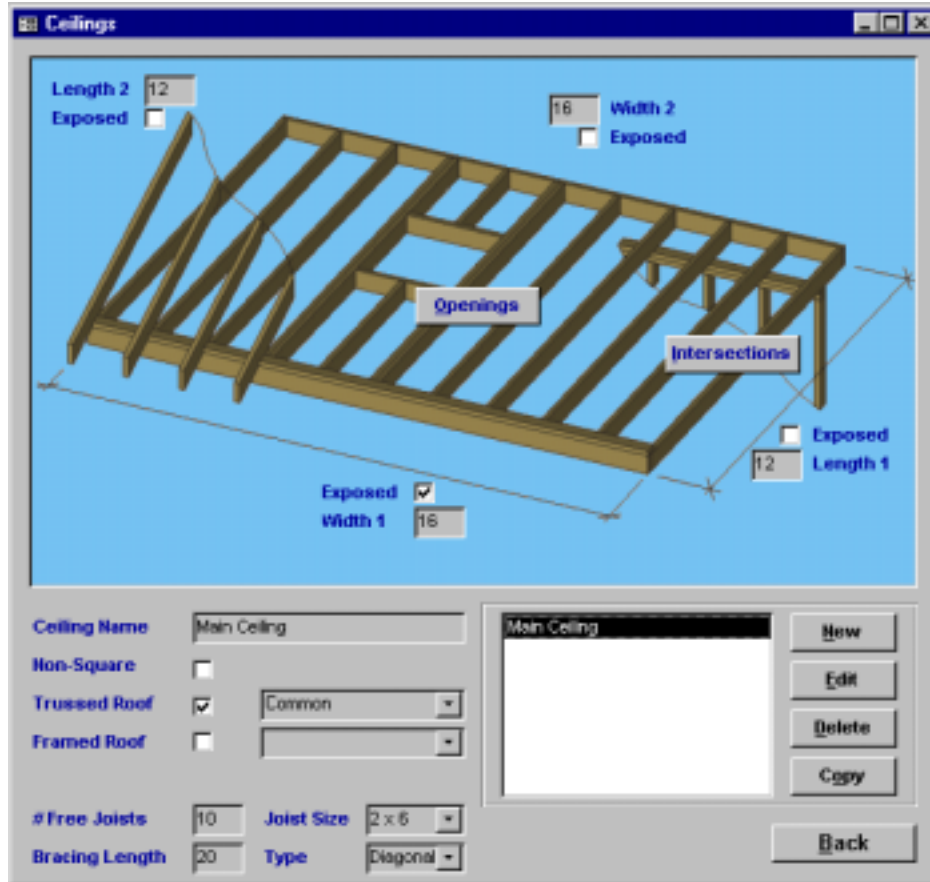 Ceilings
Length 2 12
Exposed
16 Width 2
Exposed
Openings
Intersections
Exposed
12 Length 1
Exposed
Width 1 16
Ceiling Name Main Ceiling
Non-Square
Trussed Roof Common
Framed Roof
# Free Joists 10 Joist Size 2 x 6
Bracing Length 20 Type Diagonal
Main Ceiling
New
Edit
Delete
Copy
Back